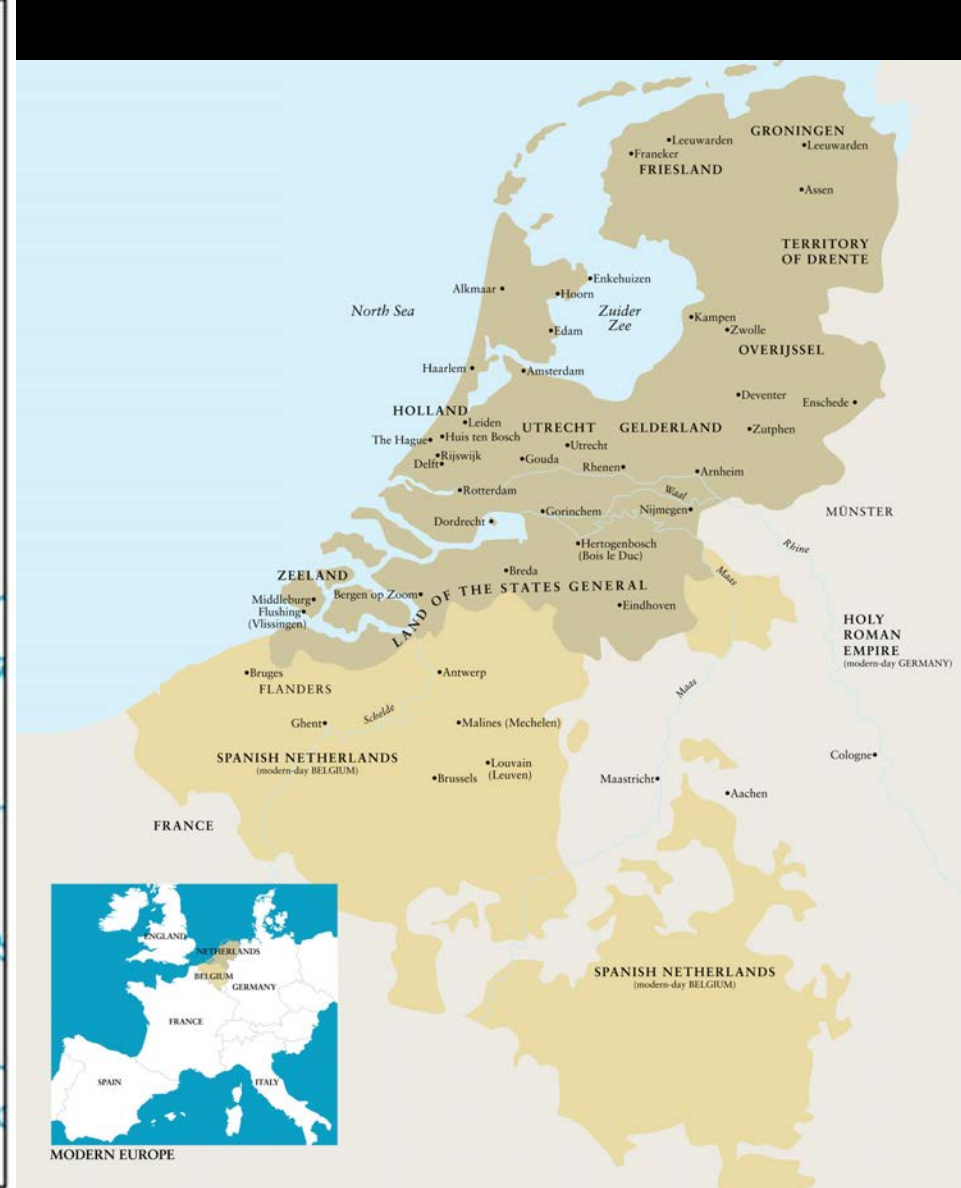 GRONINGEN
•Leeuwarden
•Leeuwarden
•Franeker
FRIESLAND
•Assen
TERRITORY
OF DRENTE
•Enkehuizen
Alkmaar •
•Hoorn
North Sea
Zuider
Zee
•Kampen
•Zwolle
•Edam
OVERIJSSEL
Haarlem •
•Amsterdam
•Deventer
Enschede •
HOLLAND
•Leiden
UTRECHT
GELDERLAND
•Zutphen
The Hague•
•Huis ten Bosch
•Utrecht
•Rijswijk
Delft•
•Gouda
Rhenen•
•Arnheim
•Rotterdam
Waal
Dordrecht •
•Gorinchem
Nijmegen•
MÜNSTER
Rhine
•Hertogenbosch
(Bois le Duc)
Maas
ZEELAND
•Breda
Middleburg•
Bergen op Zoom•
LAND OF THE STATES GENERAL
Flushing•
(Vlissingen)
•Eindhoven
HOLY
ROMAN
EMPIRE
(modern-day GERMANY)
•Bruges
•Antwerp
FLANDERS
Maas
Ghent•
Schelde
•Malines (Mechelen)
SPANISH NETHERLANDS
(modern-day BELGIUM)
•Louvain
(Leuven)
•Brussels
Maastricht•
Cologne•
•Aachen
FRANCE
ENGLAND
NETHERLANDS
BELGIUM
GERMANY
FRANCE
SPAIN
ITALY
MODERN EUROPE
SPANISH NETHERLANDS
(modern-day BELGIUM)